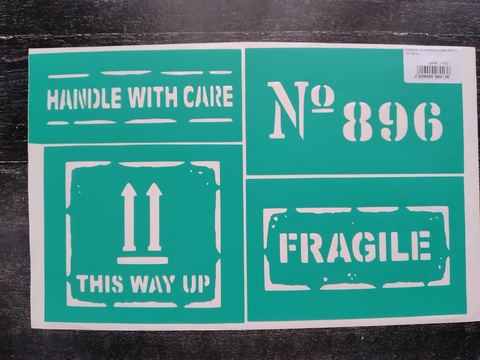 HANDLE WITH CARE
Nº 896
THIS WAY UP
FRAGILE